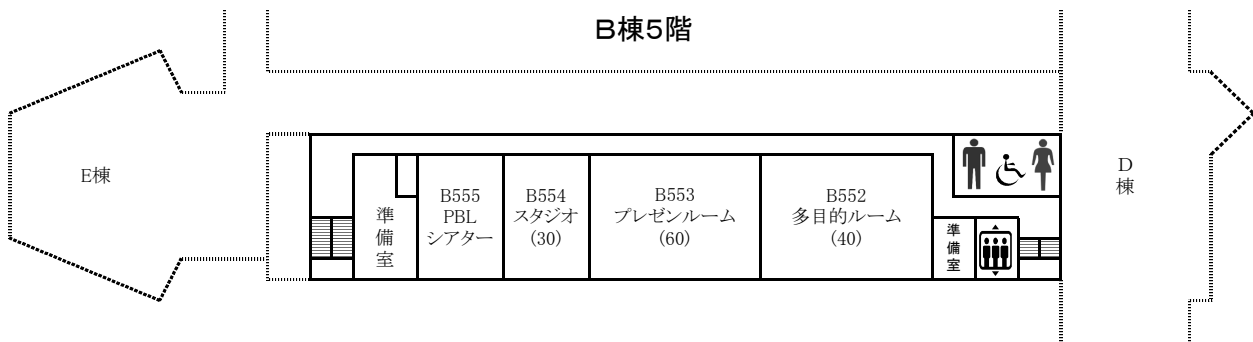 B棟5階
E棟
準
備
室
B555
PBL
シアター
B554
スタジオ
(30)
B553
プレゼンルーム
(60)
B552
多目的ルーム
(40)
準
備
室
D
棟